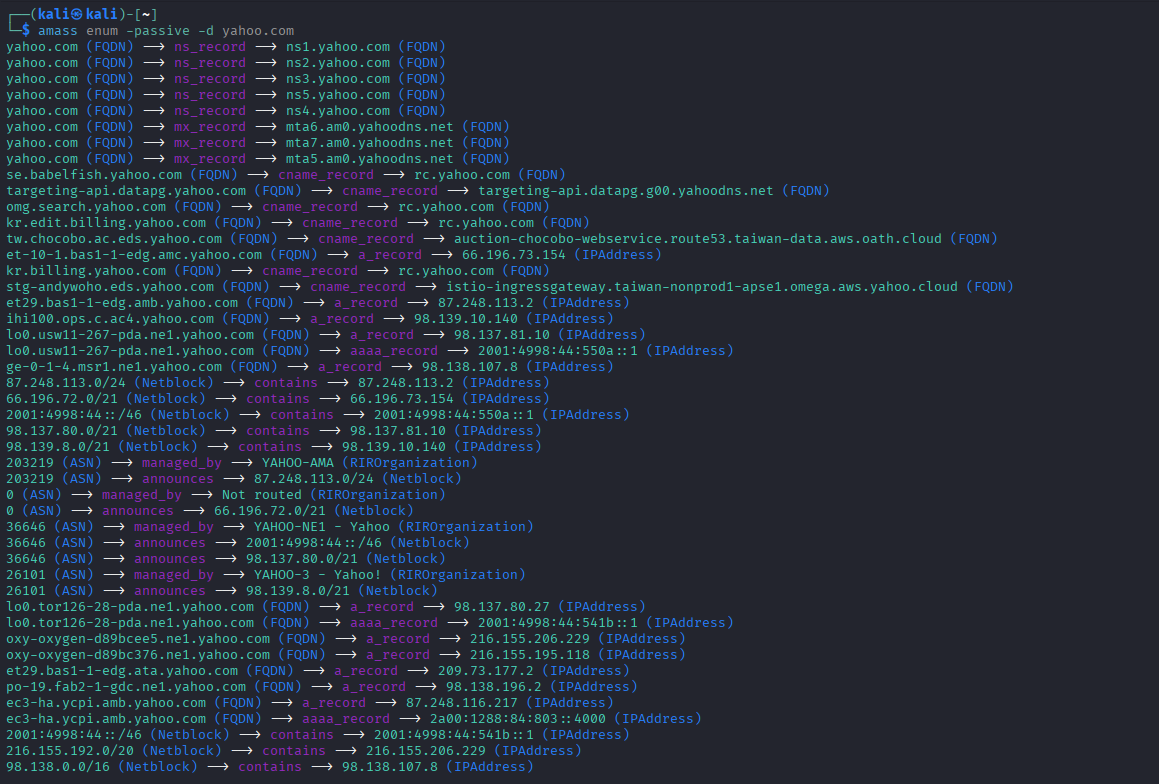 ┌──(kali㉿kali)-[~]
└─$ amass enum -passive -d yahoo.com
yahoo.com (FQDN) ⟶ ns_record ⟶ ns1.yahoo.com (FQDN)
yahoo.com (FQDN) ⟶ ns_record ⟶ ns2.yahoo.com (FQDN)
yahoo.com (FQDN) ⟶ ns_record ⟶ ns3.yahoo.com (FQDN)
yahoo.com (FQDN) ⟶ ns_record ⟶ ns5.yahoo.com (FQDN)
yahoo.com (FQDN) ⟶ ns_record ⟶ ns4.yahoo.com (FQDN)
yahoo.com (FQDN) ⟶ mx_record ⟶ mta6.am0.yahoodns.net (FQDN)
yahoo.com (FQDN) ⟶ mx_record ⟶ mta7.am0.yahoodns.net (FQDN)
yahoo.com (FQDN) ⟶ mx_record ⟶ mta5.am0.yahoodns.net (FQDN)
se.babelfish.yahoo.com (FQDN) ⟶ cname_record ⟶ rc.yahoo.com (FQDN)
targeting-api.datapg.yahoo.com (FQDN) ⟶ cname_record ⟶ targeting-api.datapg.g00.yahoodns.net (FQDN)
omg.search.yahoo.com (FQDN) ⟶ cname_record ⟶ rc.yahoo.com (FQDN)
kr.edit.billing.yahoo.com (FQDN) ⟶ cname_record ⟶ rc.yahoo.com (FQDN)
tw.chocobo.ac.eds.yahoo.com (FQDN) ⟶ cname_record ⟶ auction-chocobo-webservice.route53.taiwan-data.aws.oath.cloud (FQDN)
et-10-1.bas1-1-edg.amc.yahoo.com (FQDN) ⟶ a_record ⟶ 66.196.73.154 (IPAddress)
kr.billing.yahoo.com (FQDN) ⟶ cname_record ⟶ rc.yahoo.com (FQDN)
stg-andywoho.eds.yahoo.com (FQDN) ⟶ cname_record ⟶ istio-ingressgateway.taiwan-nonprod1-apse1.omega.aws.yahoo.cloud (FQDN)
et29.bas1-1-edg.amb.yahoo.com (FQDN) ⟶ a_record ⟶ 87.248.113.2 (IPAddress)
ihi100.ops.c.ac4.yahoo.com (FQDN) ⟶ a_record ⟶ 98.139.10.140 (IPAddress)
lo0.usw11-267-pda.ne1.yahoo.com (FQDN) ⟶ a_record ⟶ 98.137.81.10 (IPAddress)
lo0.usw11-267-pda.ne1.yahoo.com (FQDN) ⟶ aaaa_record ⟶ 2001:4998:44:550a::1 (IPAddress)
ge-0-1-4.msr1.ne1.yahoo.com (FQDN) ⟶ a_record ⟶ 98.138.107.8 (IPAddress)
87.248.113.0/24 (Netblock) ⟶ contains ⟶ 87.248.113.2 (IPAddress)
66.196.72.0/21 (Netblock) ⟶ contains ⟶ 66.196.73.154 (IPAddress)
2001:4998:44::/46 (Netblock) ⟶ contains ⟶ 2001:4998:44:550a::1 (IPAddress)
98.137.80.0/21 (Netblock) ⟶ contains ⟶ 98.137.81.10 (IPAddress)
98.139.8.0/21 (Netblock) ⟶ contains ⟶ 98.139.10.140 (IPAddress)
203219 (ASN) ⟶ managed_by ⟶ YAHOO-AMA (RIROrganization)
203219 (ASN) ⟶ announces ⟶ 87.248.113.0/24 (Netblock)
0 (ASN) ⟶ managed_by ⟶ Not routed (RIROrganization)
0 (ASN) ⟶ announces ⟶ 66.196.72.0/21 (Netblock)
36646 (ASN) ⟶ managed_by ⟶ YAHOO-NE1 - Yahoo (RIROrganization)
36646 (ASN) ⟶ announces ⟶ 2001:4998:44::/46 (Netblock)
36646 (ASN) ⟶ announces ⟶ 98.137.80.0/21 (Netblock)
26101 (ASN) ⟶ managed_by ⟶ YAHOO-3 - Yahoo! (RIROrganization)
26101 (ASN) ⟶ announces ⟶ 98.139.8.0/21 (Netblock)
lo0.tor126-28-pda.ne1.yahoo.com (FQDN) ⟶ a_record ⟶ 98.137.80.27 (IPAddress)
lo0.tor126-28-pda.ne1.yahoo.com (FQDN) ⟶ aaaa_record ⟶ 2001:4998:44:541b::1 (IPAddress)
oxy-oxygen-d89bcee5.ne1.yahoo.com (FQDN) ⟶ a_record ⟶ 216.155.206.229 (IPAddress)
oxy-oxygen-d89bc376.ne1.yahoo.com (FQDN) ⟶ a_record ⟶ 216.155.195.118 (IPAddress)
et29.bas1-1-edg.ata.yahoo.com (FQDN) ⟶ a_record ⟶ 209.73.177.2 (IPAddress)
po-19.fab2-1-gdc.ne1.yahoo.com (FQDN) ⟶ a_record ⟶ 98.138.196.2 (IPAddress)
ec3-ha.ycpi.amb.yahoo.com (FQDN) ⟶ a_record ⟶ 87.248.116.217 (IPAddress)
ec3-ha.ycpi.amb.yahoo.com (FQDN) ⟶ aaaa_record ⟶ 2a00:1288:84:803::4000 (IPAddress)
2001:4998:44::/46 (Netblock) ⟶ contains ⟶ 2001:4998:44:541b::1 (IPAddress)
216.155.192.0/20 (Netblock) ⟶ contains ⟶ 216.155.206.229 (IPAddress)
98.138.0.0/16 (Netblock) ⟶ contains ⟶ 98.138.107.8 (IPAddress)